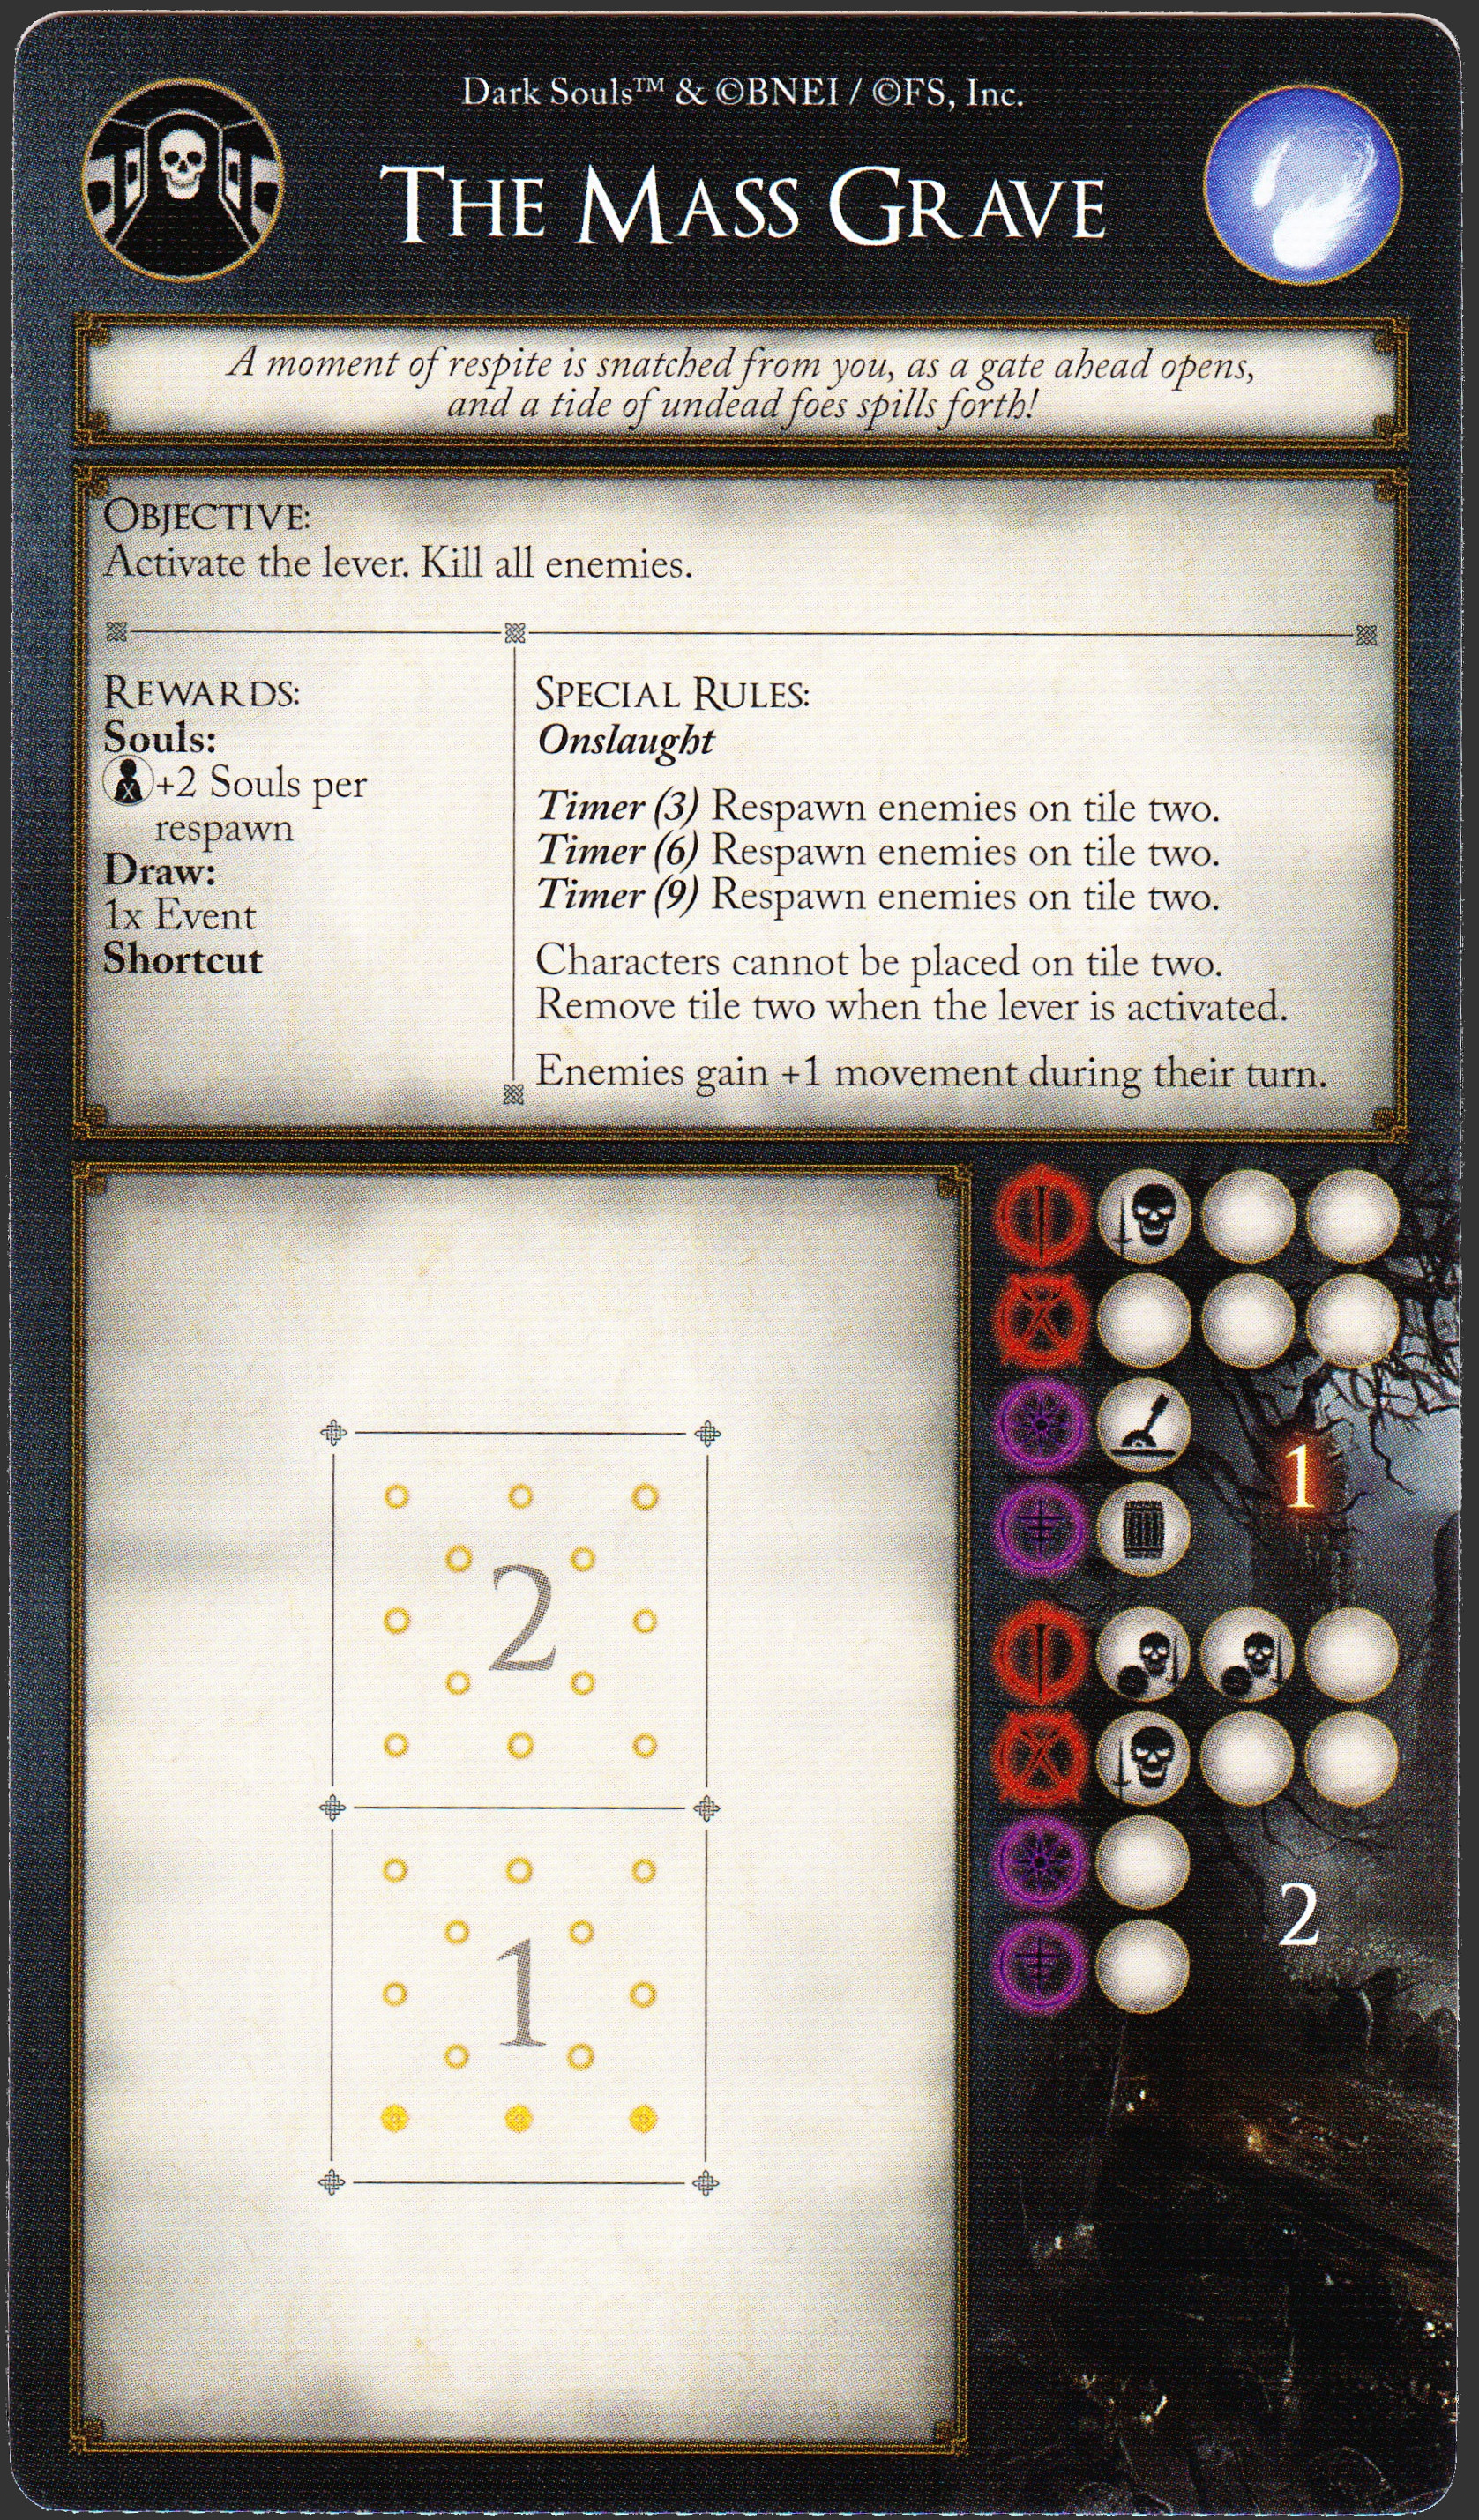 Dark Souls™ & ©BNEI / ©FS, Inc.
The Mass Grave
A moment of respite is snatched from you, as a gate ahead opens,
and a tide of undead foes spills forth!
Objective:
Activate the lever. Kill all enemies.
Rewards:
Souls:
x+2 Souls per
respawn
Draw:
1x Event
Shortcut
Special Rules:
Onslaught
Timer (3) Respawn enemies on tile two.
Timer (6) Respawn enemies on tile two.
Timer (9) Respawn enemies on tile two.
Characters cannot be placed on tile two.
Remove tile two when the lever is activated.
Enemies gain +1 movement during their turn.
2
1
1
2